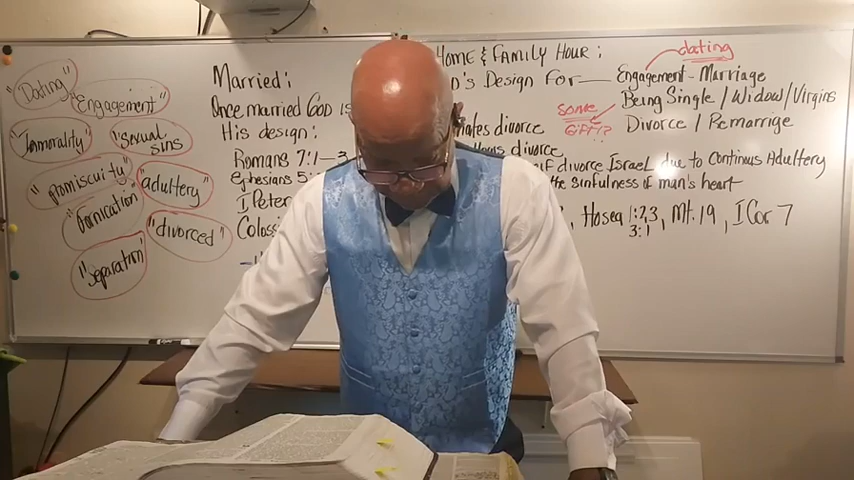 "Dating"
"Engagement"
"Immorality"
"Sexual
sins
"Promiscuity"
"adultery"
"Fornication
"divorced"
"Separation"
Married:
Once married GOD is
His design:
Romans 7:1-3
Ephesians 5:
I Peter
Colos
HOME & FAMILY HOUR:
D's Design For
dating
Engagement - Marriage
Being Single / Widow / Virgins
Divorce / Remarriage
some
Gift!?
hates divorce
divorce
if divorce Israel due to Continuous Adultery
the sinfulness of man's heart
Hosea 1:2,3
3:1
, Mt. 19, I Cor 7